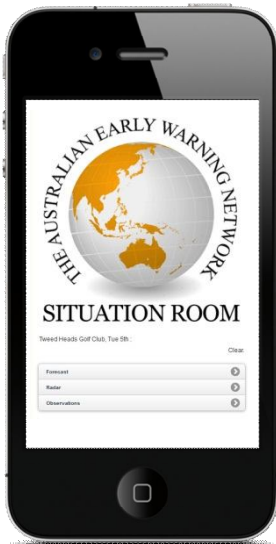 THE AUSTRALIAN EARLY WARNING NETWORK
SITUATION ROOM
Tweed Heads Golf Club, Tue 5th :
Clear.
Forecast
Radar
Observations